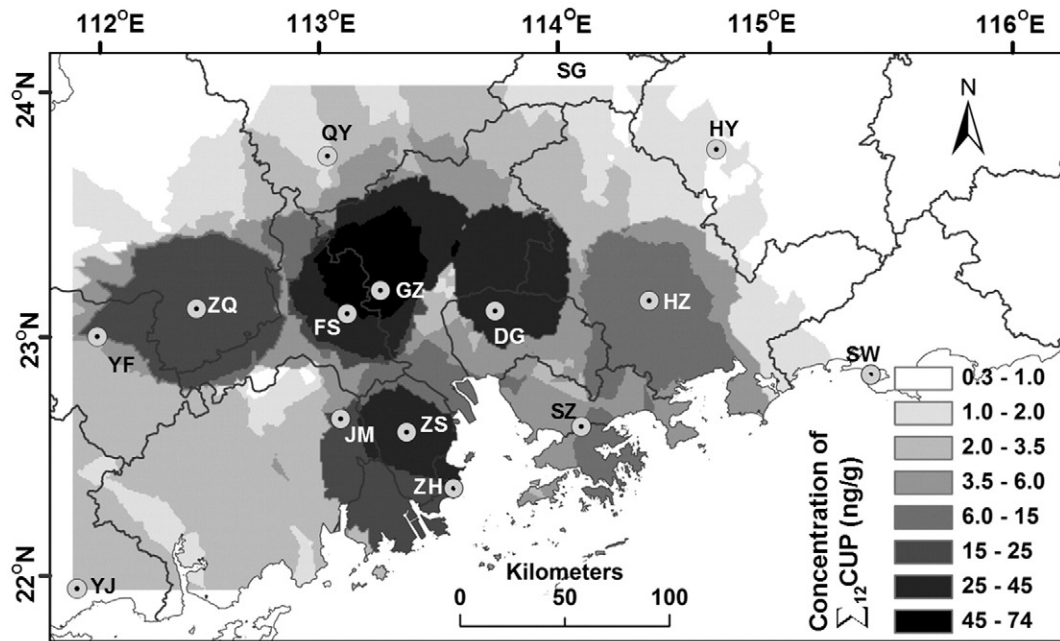 112°E 113°E 114°E 115°E 116°E
24°N
23°N
22°N
SG
N
QY
HY
ZQ
GZ
HZ
FS
DG
YF
SW
SZ
JM
ZS
ZH
YJ
Kilometers
0 50 100
Concentration of
∑12CUP (ng/g)
0.3 - 1.0
1.0 - 2.0
2.0 - 3.5
3.5 - 6.0
6.0 - 15
15 - 25
25 - 45
45 - 74